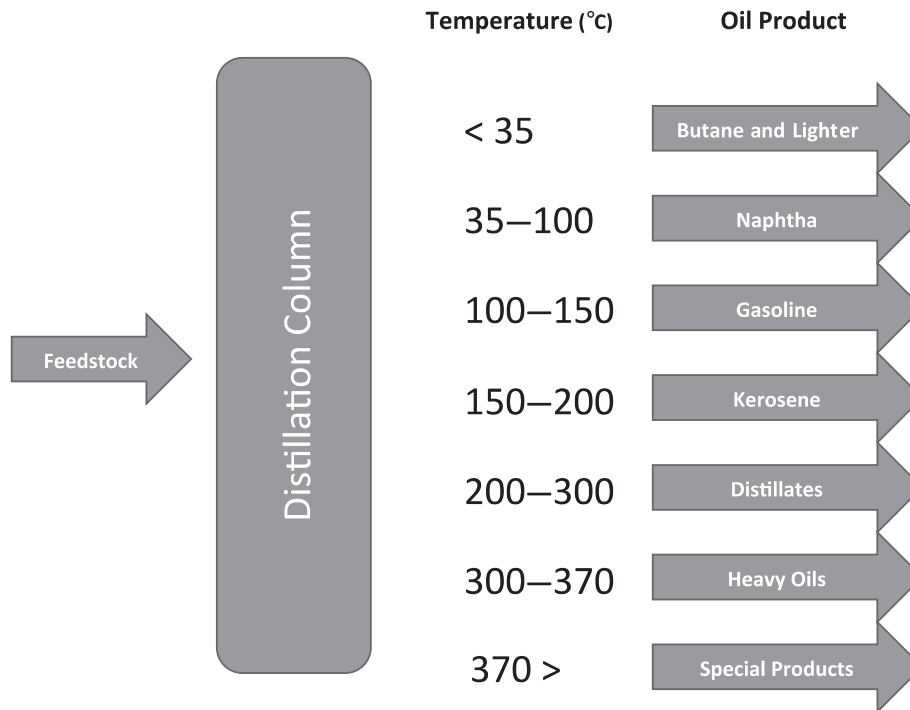 Temperature (°C) Oil Product
< 35 Butane and Lighter
35—100 Naphtha
100—150 Gasoline
Feedstock
Distillation Column
150—200 Kerosene
200—300 Distillates
300—370 Heavy Oils
370 > Special Products